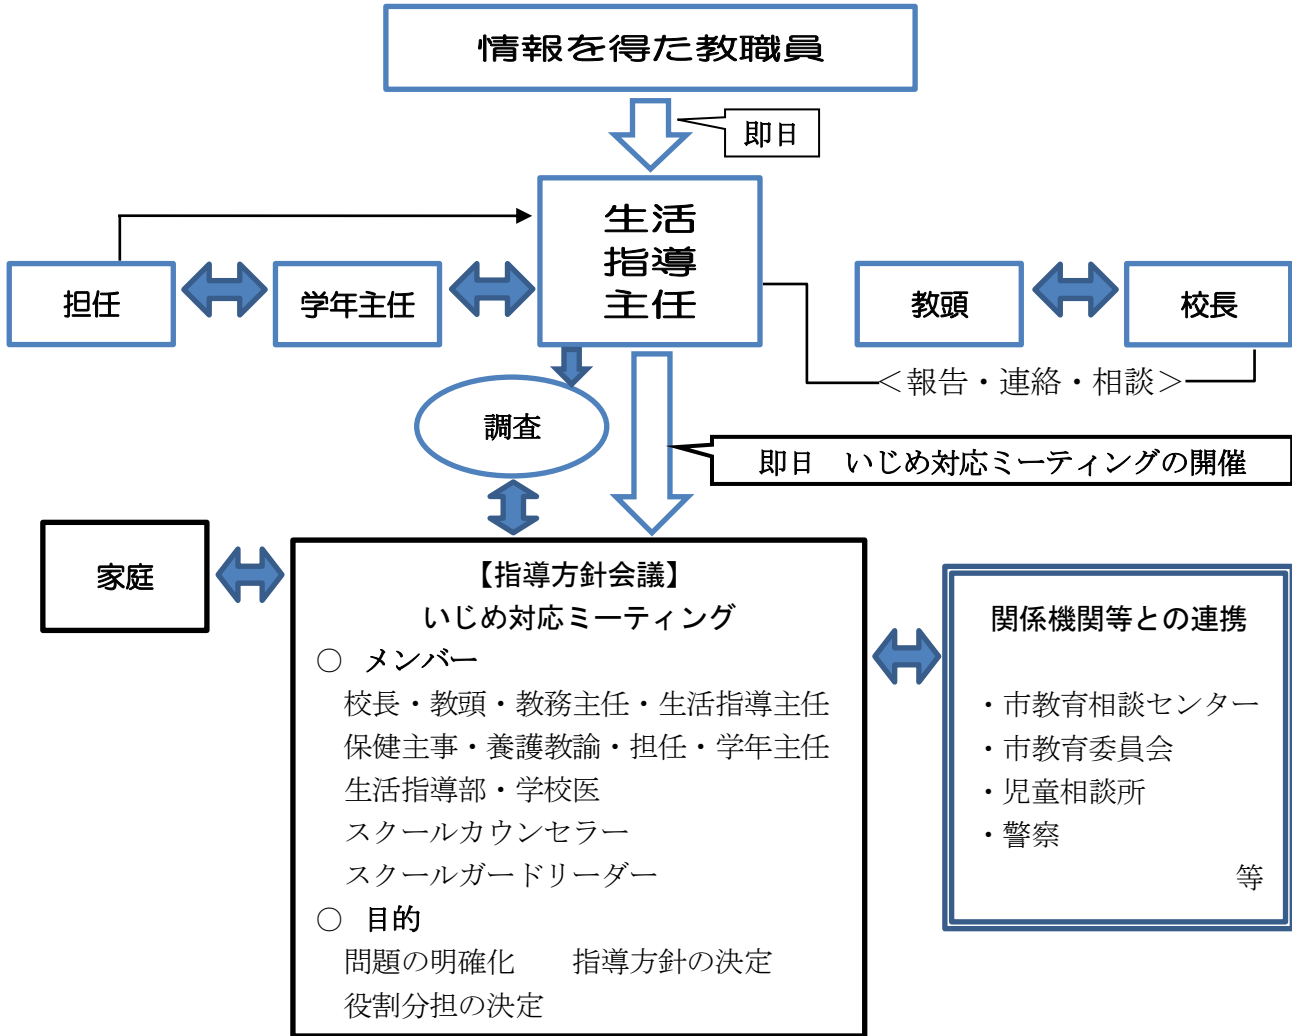 情報を得た教職員
即日
生活
指導
主任
担任
学年主任
教頭
校長
＜報告・連絡・相談＞
調査
即日　いじめ対応ミーティングの開催
家庭
【指導方針会議】
いじめ対応ミーティング
○　メンバー
校長・教頭・教務主任・生活指導主任
保健主事・養護教諭・担任・学年主任
生活指導部・学校医
スクールカウンセラー
スクールガードリーダー
○　目的
問題の明確化　　指導方針の決定
役割分担の決定
関係機関等との連携
・市教育相談センター
・市教育委員会
・児童相談所
・警察
等